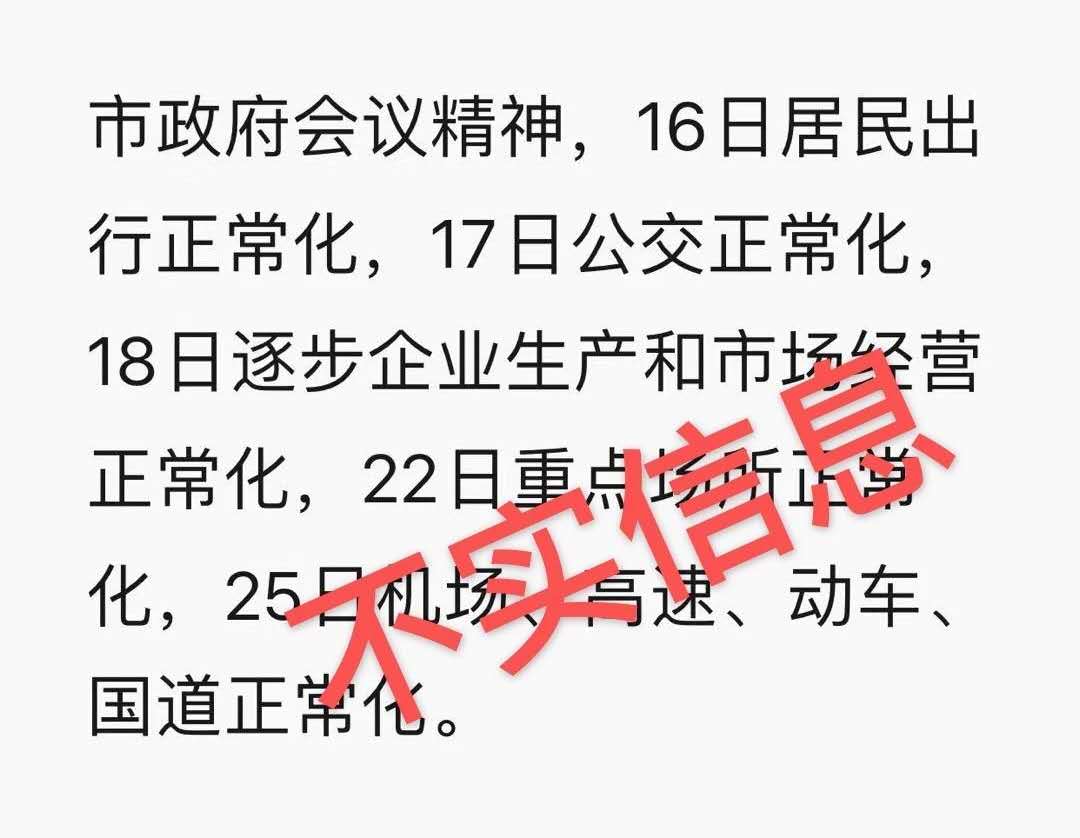 市政府会议精神，16日居民出
行正常化，17日公交正常化，
18日逐步企业生产和市场经营
正常化，22日重点场所正常
化，25日机场、高速、动车、
国道正常化。
不实信息